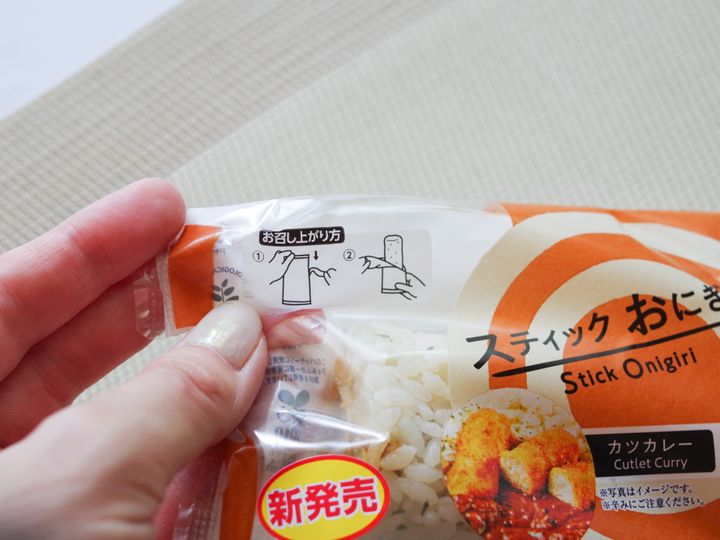 お召し上がり方
① ②
スティック おにぎ
Stick Onigiri
カツカレー
Cutlet Curry
※写真はイメージです。
※辛みにご注意ください。
新発売
OLOGICA